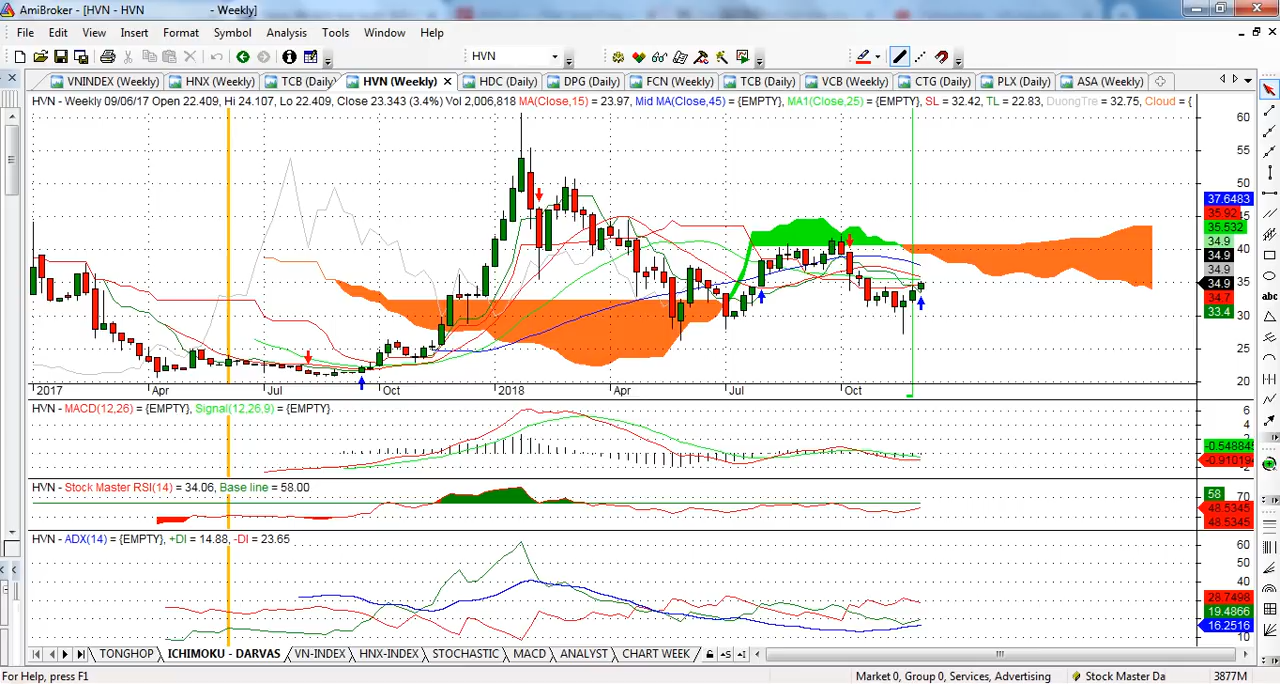 AmiBroker - [HVN - HVN - Weekly]
File Edit View Insert Format Symbol Analysis Tools Window Help
HVN
VNINDEX (Weekly) HNX (Weekly) TCB (Daily) HVN (Weekly) HDC (Daily) DPG (Daily) FCN (Weekly) TCB (Daily) VCB (Weekly) CTG (Daily) PLX (Daily) ASA (Weekly)
HVN - Weekly 09/06/17 Open 22.409, Hi 24.107, Lo 22.409, Close 23.343 (3.4%) Vol 2,006,818 MA(Close,15) = 23.97, Mid MA(Close,45) = {EMPTY}, MA1(Close,25) = {EMPTY}, SL = 32.42, TL = 22.83, DuongTre = 32.75, Cloud = {
60
55
50
37.6483
35.92
45
35.532
34.9
40
34.9
34.9
34.9
35
34.7
33.4
30
25
20
2017 Apr Jul Oct 2018 Apr Jul Oct
HVN - MACD(12,26) = {EMPTY}, Signal(12,26,9) = {EMPTY}
6
4
2
-0.548845
-0.91019
-2
HVN - Stock Master RSI(14) = 34.06, Base line = 58.00
58
70
48.5345
48.5345
HVN - ADX(14) = {EMPTY}, +DI = 14.88, -DI = 23.65
60
50
40
28.7498
19.4866
16.2516
10
TONGHOP ICHIMOKU - DARVAS VN-INDEX HNX-INDEX STOCHASTIC MACD ANALYST CHART WEEK
For Help, press F1
Market 0, Group 0, Services, Advertising
Stock Master Da
3877M